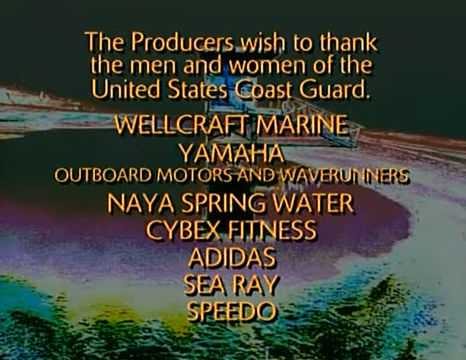 The Producers wish to thank
the men and women of the
United States Coast Guard.
WELLCRAFT MARINE
YAMAHA
OUTBOARD MOTORS AND WAVERUNNERS
NAYA SPRING WATER
CYBEX FITNESS
ADIDAS
SEA RAY
SPEEDO